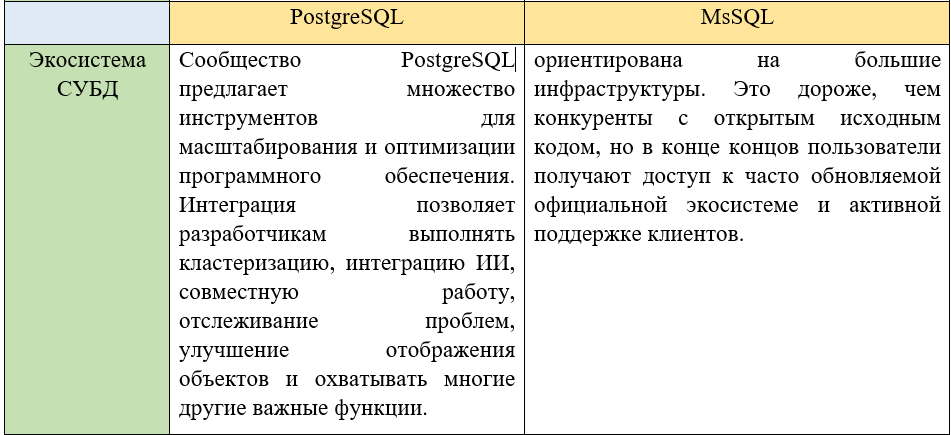 PostgreSQL
MsSQL
Экосистема
СУБД
Сообщество PostgreSQL
предлагает множество
инструментов для
масштабирования и оптимизации
программного обеспечения.
Интеграция позволяет
разработчикам выполнять
кластеризацию, интеграцию ИИ,
совместную работу,
отслеживание проблем,
улучшение отображения
объектов и охватывать многие
другие важные функции.
ориентирована на большие
инфраструктуры. Это дороже, чем
конкуренты с открытым исходным
кодом, но в конце концов пользователи
получают доступ к часто обновляемой
официальной экосистеме и активной
поддержке клиентов.